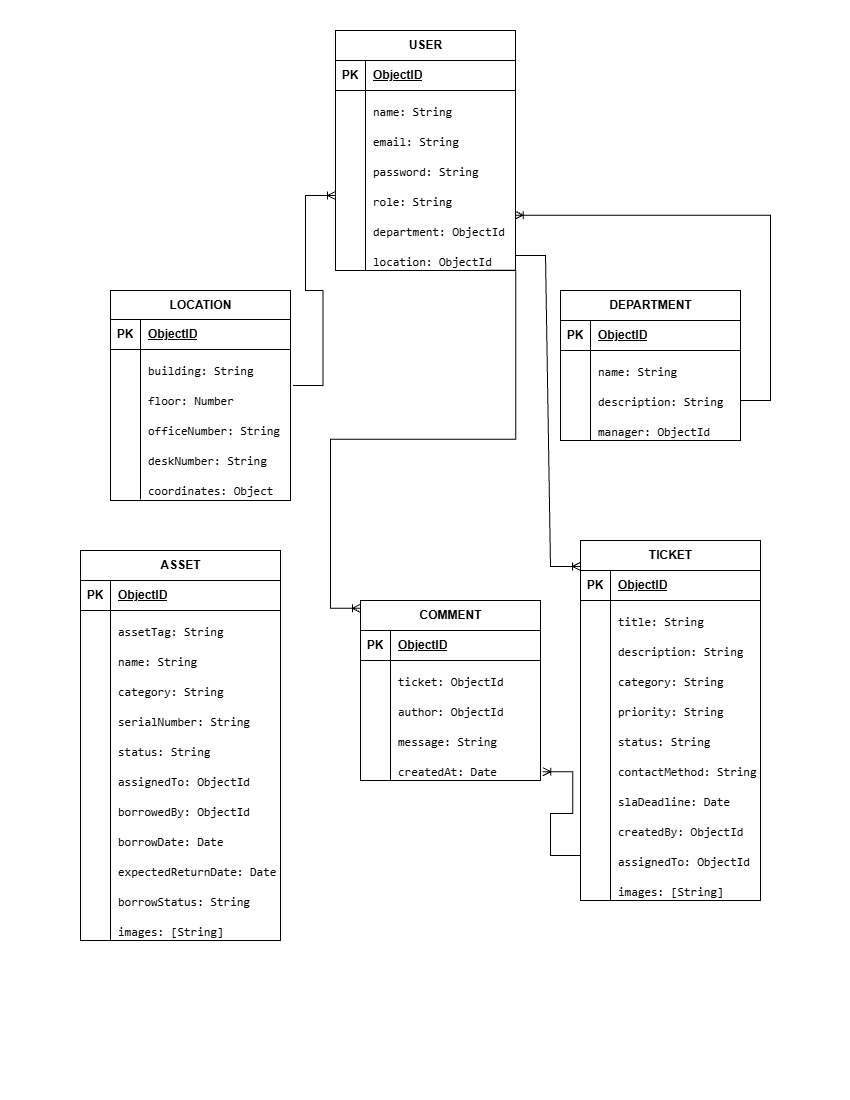 USER
PK ObjectID
name: String
email: String
password: String
role: String
department: ObjectId
location: ObjectId
LOCATION
PK ObjectID
building: String
floor: Number
officeNumber: String
deskNumber: String
coordinates: Object
DEPARTMENT
PK ObjectID
name: String
description: String
manager: ObjectId
ASSET
PK ObjectID
assetTag: String
name: String
category: String
serialNumber: String
status: String
assignedTo: ObjectId
borrowedBy: ObjectId
borrowDate: Date
expectedReturnDate: Date
borrowStatus: String
images: [String]
COMMENT
PK ObjectID
ticket: ObjectId
author: ObjectId
message: String
createdAt: Date
TICKET
PK ObjectID
title: String
description: String
category: String
priority: String
status: String
contactMethod: String
slaDeadline: Date
createdBy: ObjectId
assignedTo: ObjectId
images: [String]